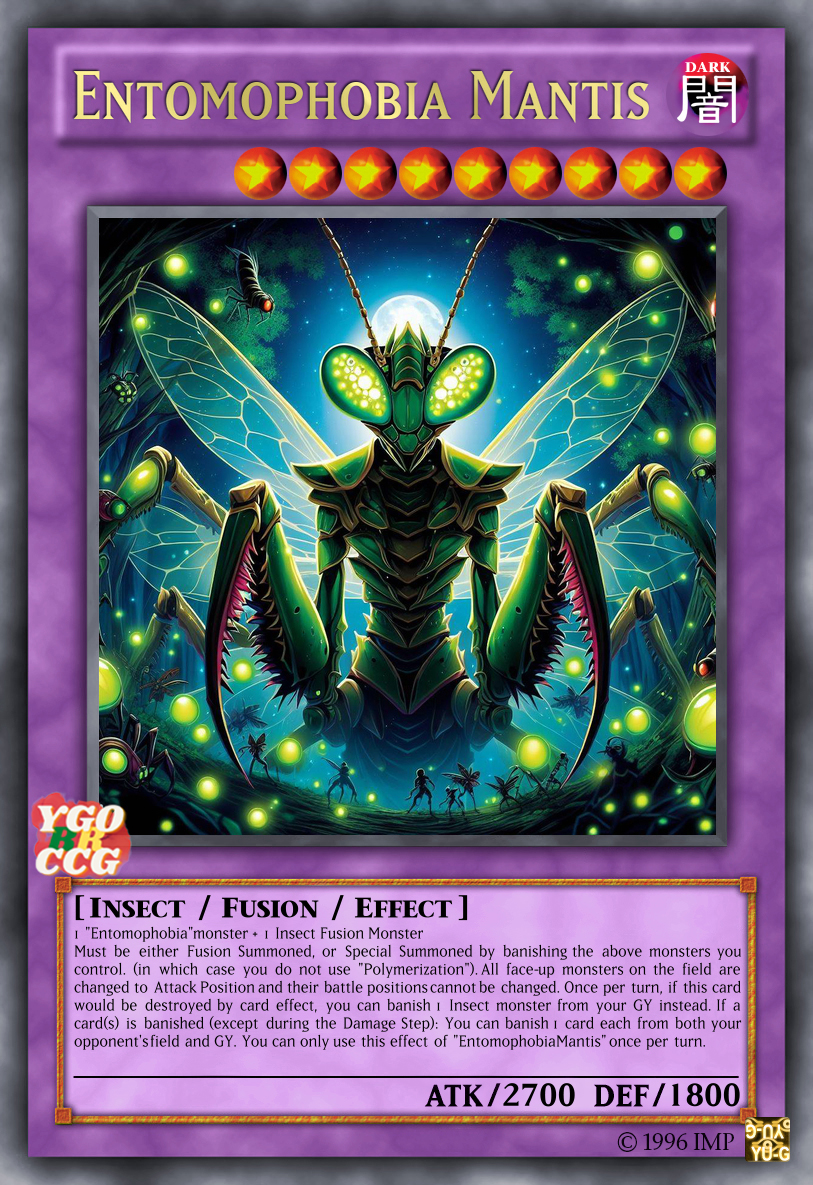 ENTOMOPHOBIA MANTIS
DARK
闇
[ INSECT / FUSION / EFFECT ]
1 "Entomophobia"monster + 1 Insect Fusion Monster
Must be either Fusion Summoned, or Special Summoned by banishing the above monsters you
control. (in which case you do not use "Polymerization"). All face-up monsters on the field are
changed to Attack Position and their battle positions cannot be changed. Once per turn, if this card
would be destroyed by card effect, you can banish 1 Insect monster from your GY instead. If a
card(s) is banished (except during the Damage Step): You can banish 1 card each from both your
opponent's field and GY. You can only use this effect of "EntomophobiaMantis" once per turn.
ATK/2700 DEF/1800
YGO
RR
CCG
© 1996 IMP
YU-G